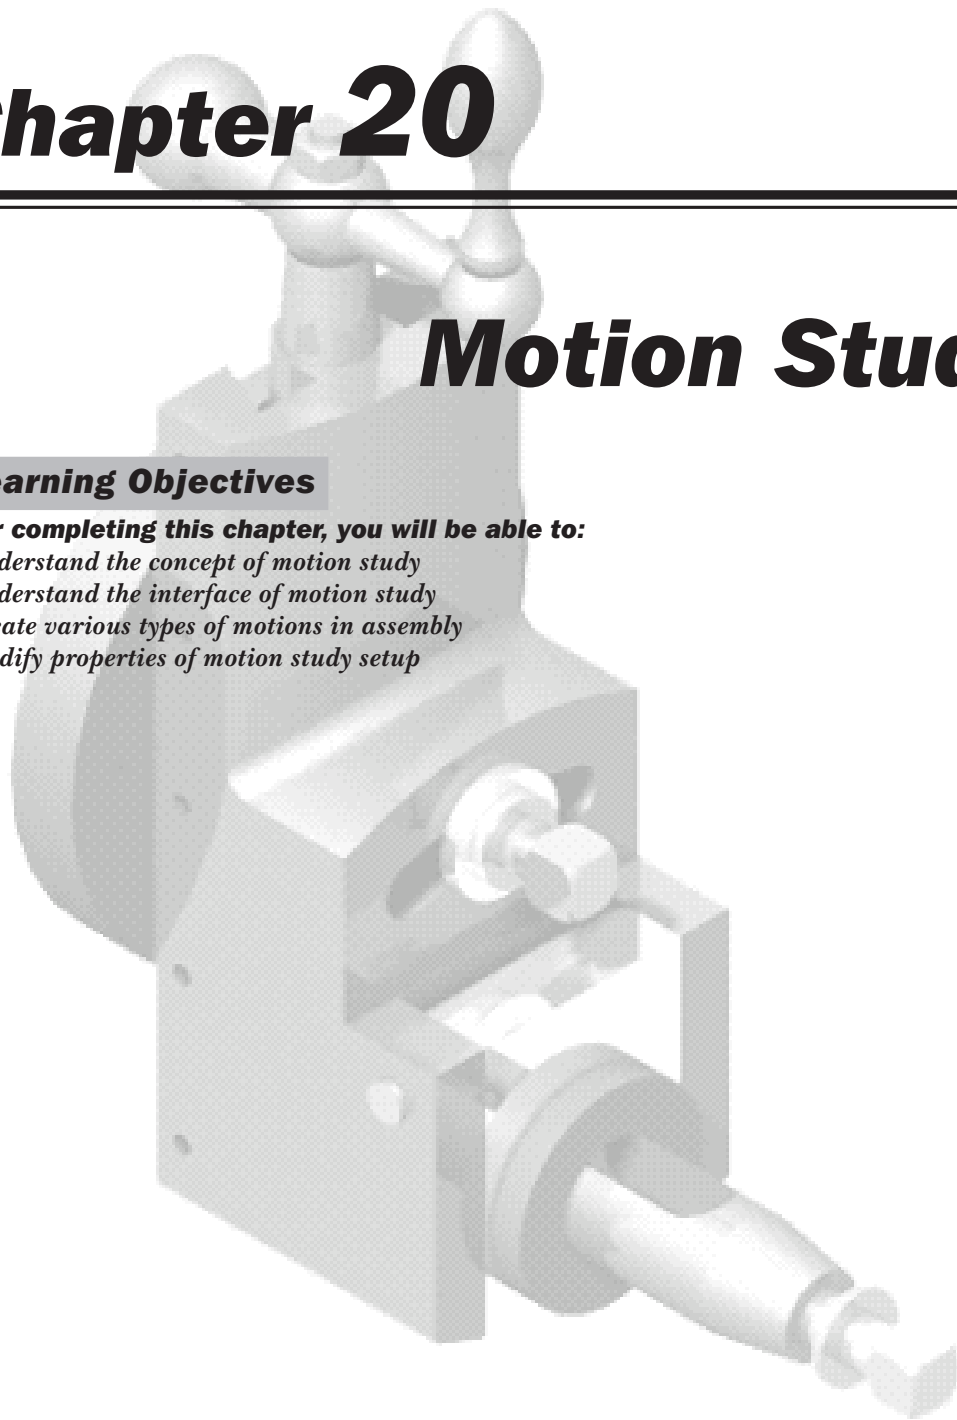 hapter 20
Motion Stud
earning Objectives
r completing this chapter, you will be able to:
derstand the concept of motion study
derstand the interface of motion study
ate various types of motions in assembly
dify properties of motion study setup